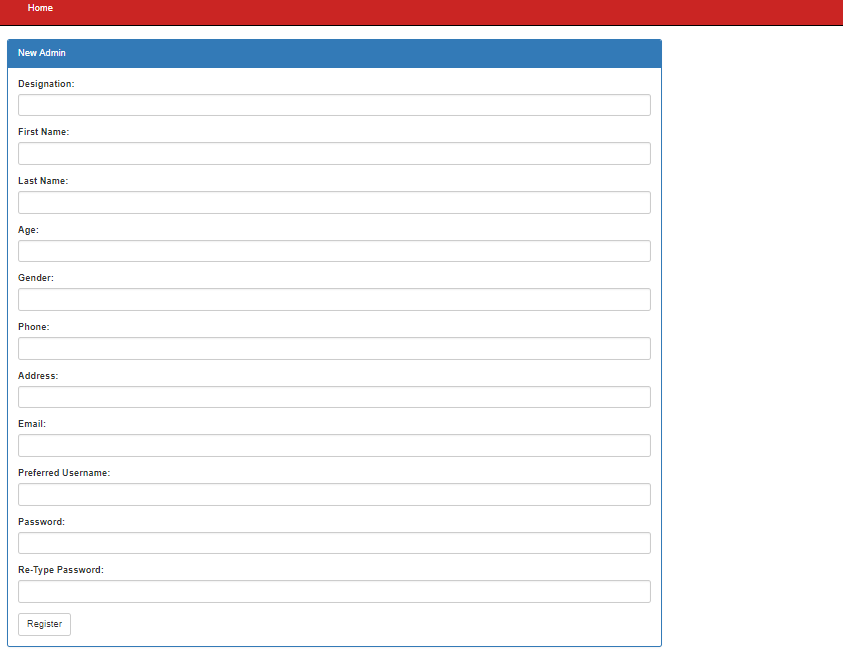 Home
New Admin
Designation:
First Name:
Last Name:
Age:
Gender:
Phone:
Address:
Email:
Preferred Username:
Password:
Re-Type Password:
Register